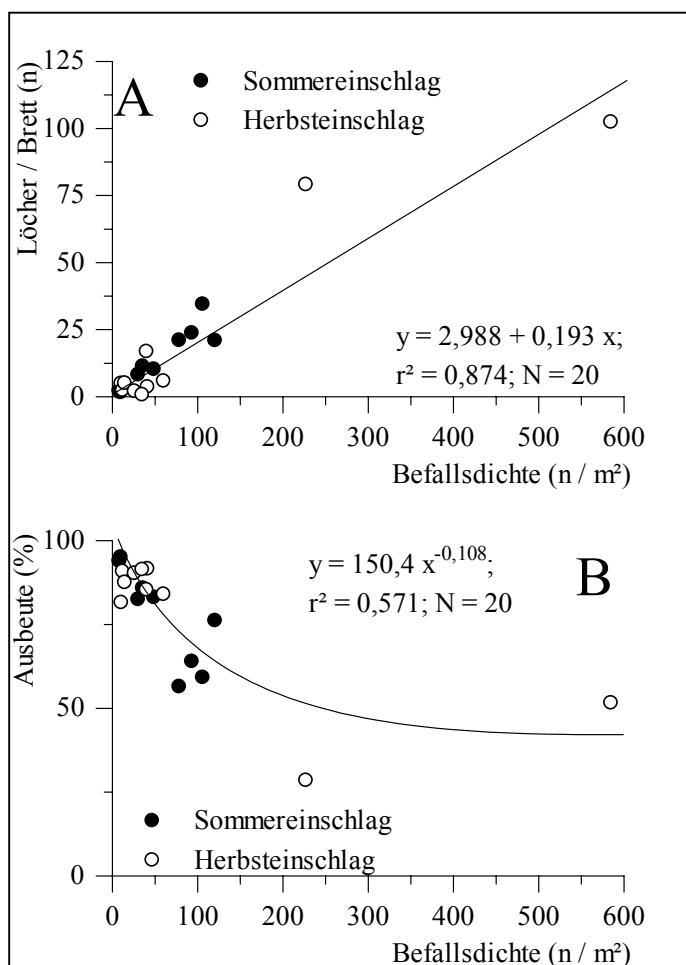 A
Sommereinschlag
Herbsteinschlag
Löcher / Brett (n)
125
100
75
50
25
0
y = 2,988 + 0,193 x;
r² = 0,874; N = 20
0 100 200 300 400 500 600
Befallsdichte (n / m²)
B
Ausbeute (%)
100
50
0
y = 150,4 x^-0,108;
r² = 0,571; N = 20
Sommereinschlag
Herbsteinschlag
0 100 200 300 400 500 600
Befallsdichte (n / m²)